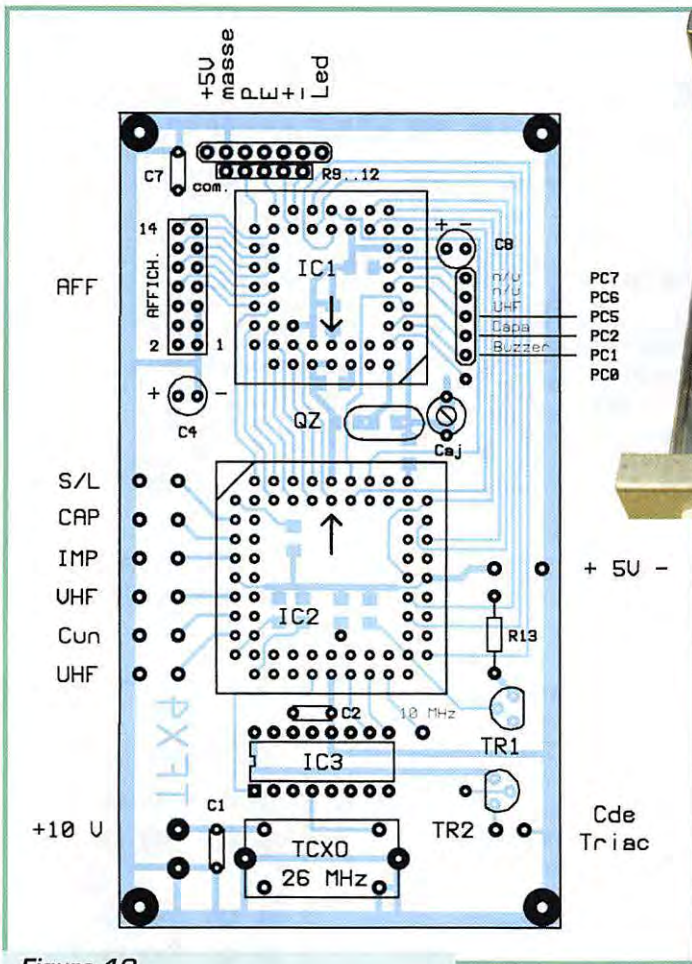 +5V
masse
P
E
+
-
Led
C7
com.
R9..12
14
AFFICH.
2
1
AFF
IC1
+ -
C8
n/u
n/u
UHF
Capa
Buzzer
PC7
PC6
PC5
PC2
PC1
PC0
+ -
C4
QZ
Caj
S/L
CAP
IMP
VHF
Cun
UHF
IC2
+ 5V -
R13
C2
10 MHz
TR1
IC3
TFX4
+10 V
C1
TCXO
26 MHz
TR2
Cde
Triac